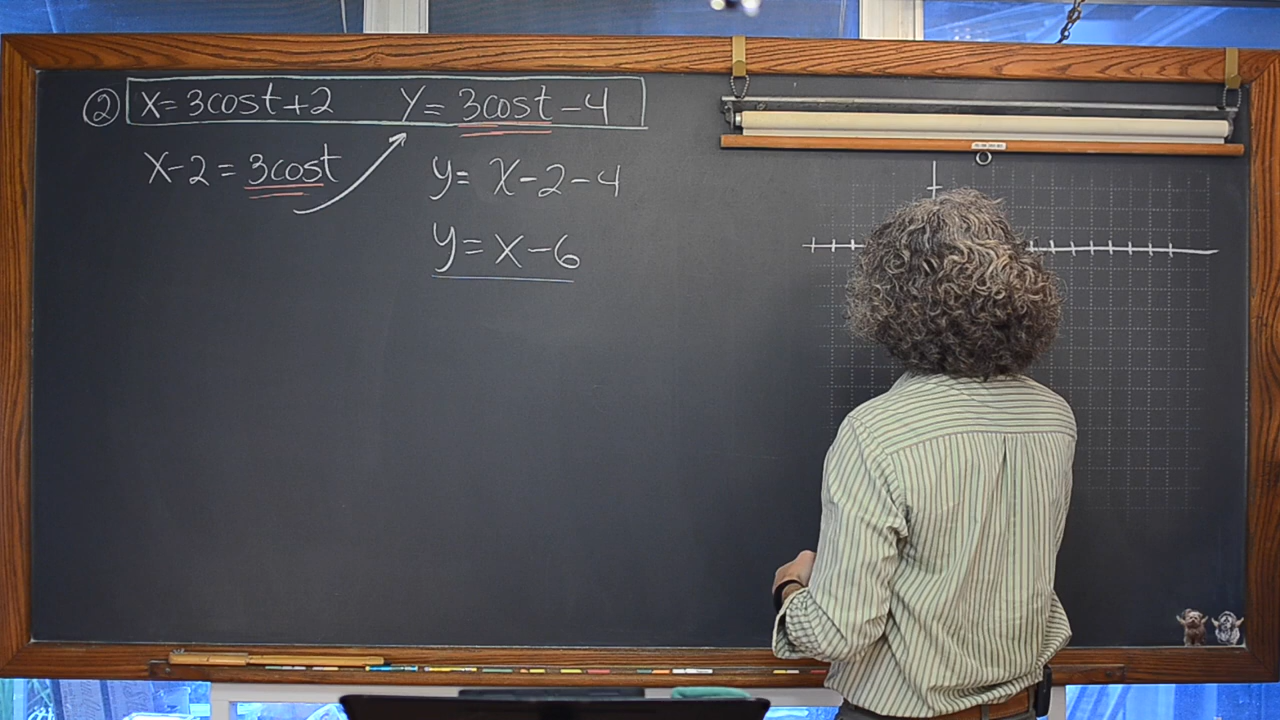 ② x = 3cost + 2 y = 3cost - 4
x - 2 = 3cost y = x - 2 - 4
y = x - 6